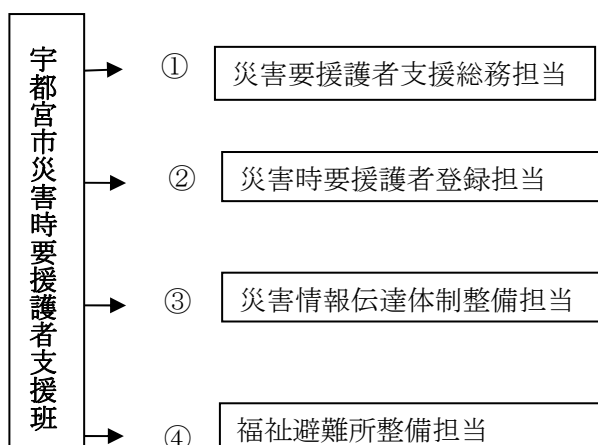 宇都宮市災害時要援護者支援班
① 災害要援護者支援総務担当
② 災害時要援護者登録担当
③ 災害情報伝達体制整備担当
④ 福祉避難所整備担当